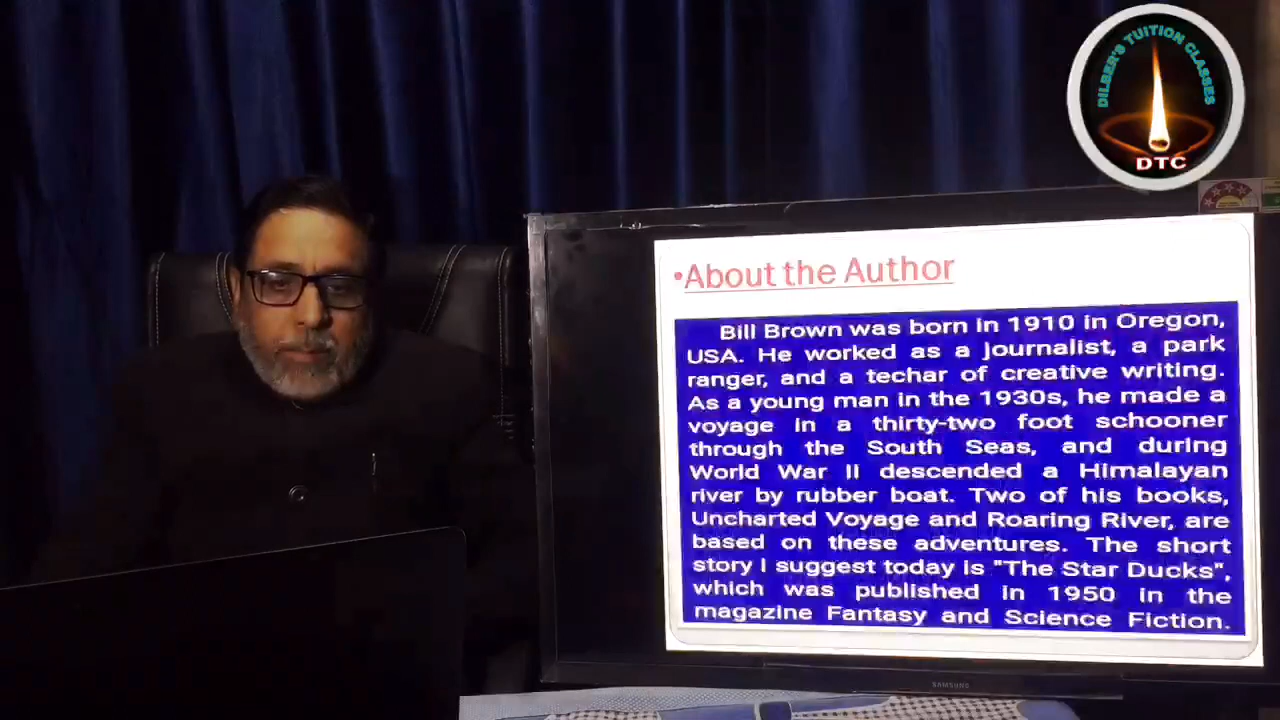 DILBER'S TUITION CLASSES
DTC
•About the Author
Bill Brown was born in 1910 in Oregon,
USA. He worked as a journalist, a park
ranger, and a techar of creative writing.
As a young man in the 1930s, he made a
voyage in a thirty-two foot schooner
through the South Seas, and during
World War II descended a Himalayan
river by rubber boat. Two of his books,
Uncharted Voyage and Roaring River, are
based on these adventures. The short
story I suggest today is "The Star Ducks",
which was published in 1950 in the
magazine Fantasy and Science Fiction.
SAMSUNG